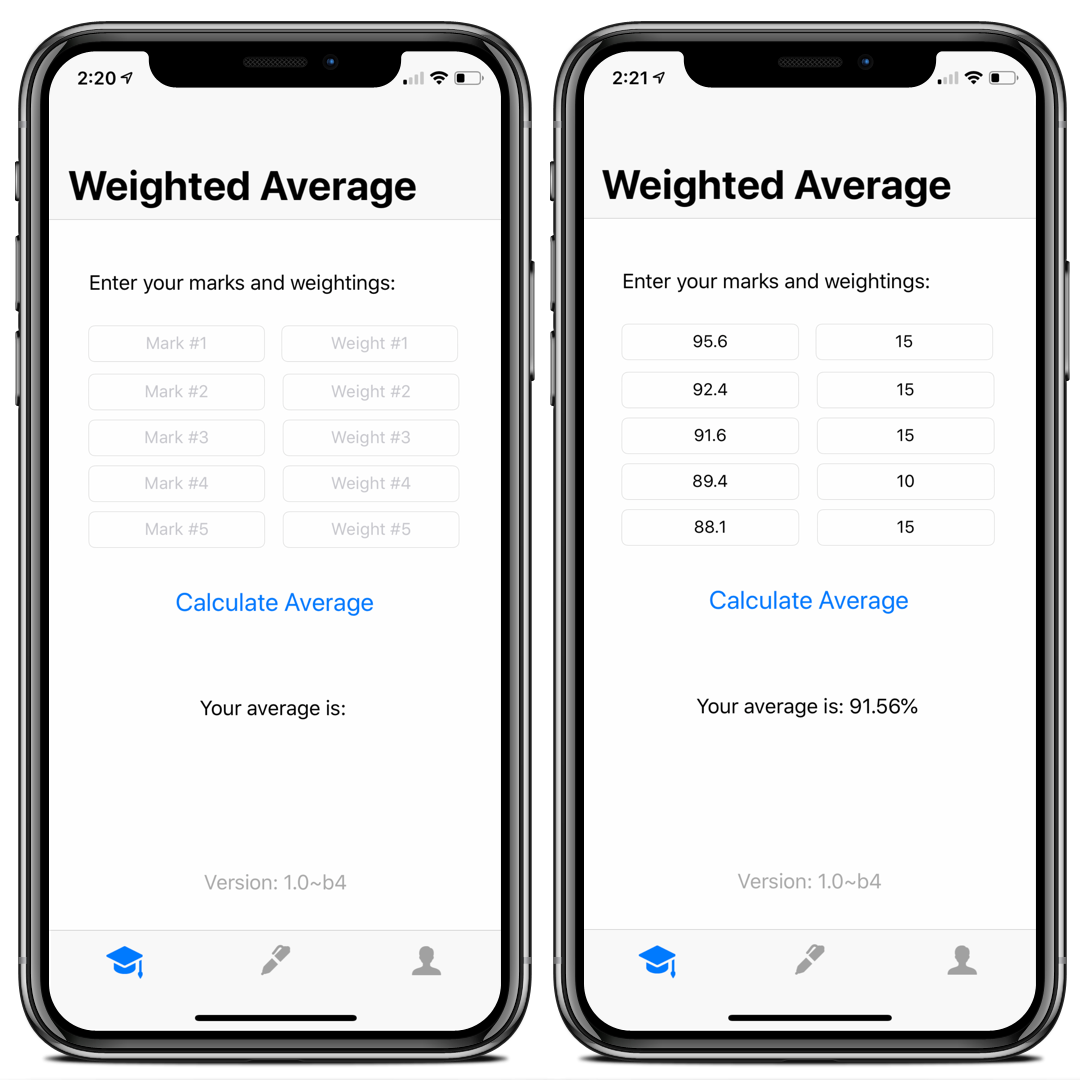 2:20
Weighted Average
Enter your marks and weightings:
Mark #1 Weight #1
Mark #2 Weight #2
Mark #3 Weight #3
Mark #4 Weight #4
Mark #5 Weight #5
Calculate Average
Your average is:
Version: 1.0~b4
2:21
Weighted Average
Enter your marks and weightings:
95.6 15
92.4 15
91.6 15
89.4 10
88.1 15
Calculate Average
Your average is: 91.56%
Version: 1.0~b4